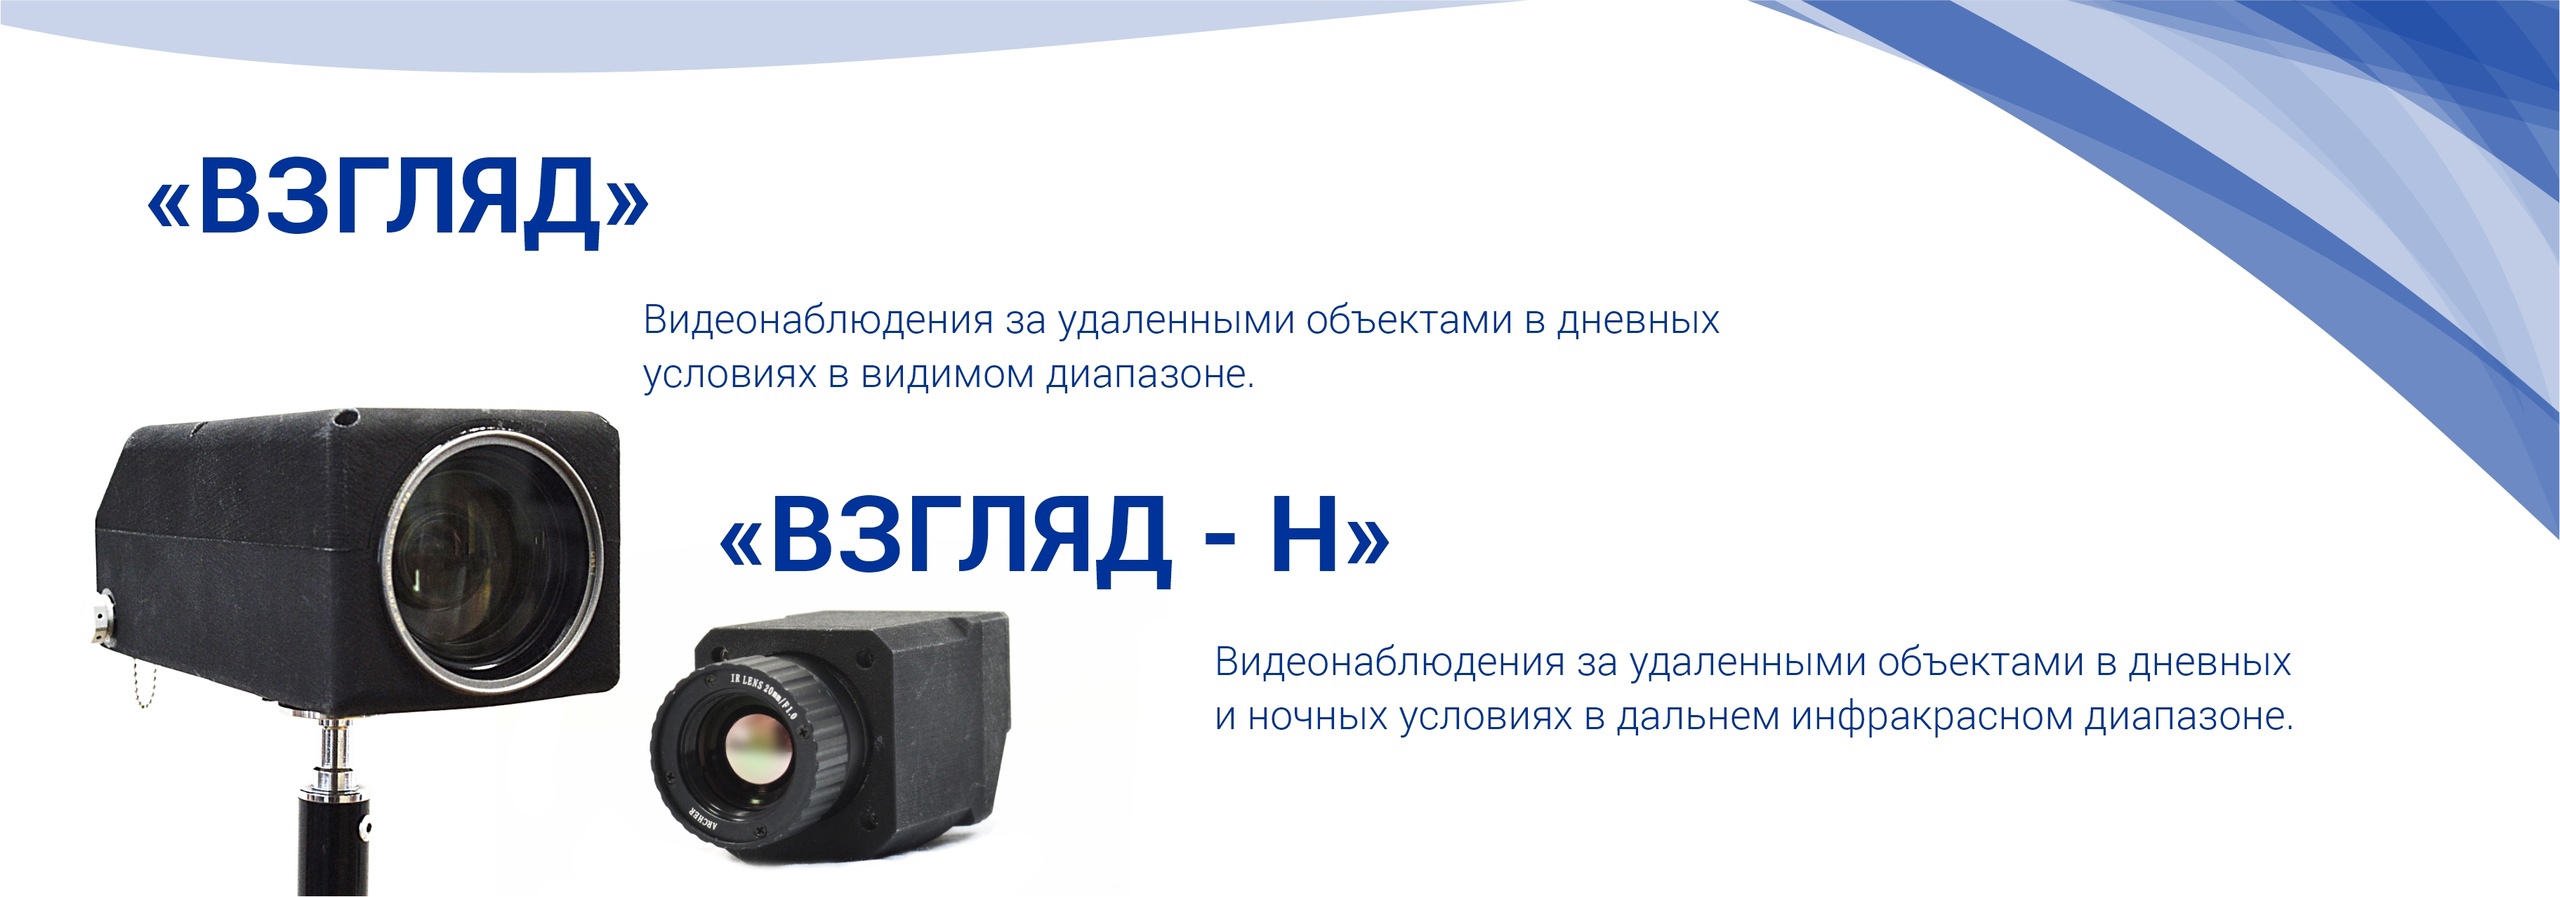 «ВЗГЛЯД»
Видеонаблюдения за удаленными объектами в дневных
условиях в видимом диапазоне.
«ВЗГЛЯД - Н»
IR LENS 20mm/F1.0
ARCHER
Видеонаблюдения за удаленными объектами в дневных
и ночных условиях в дальнем инфракрасном диапазоне.